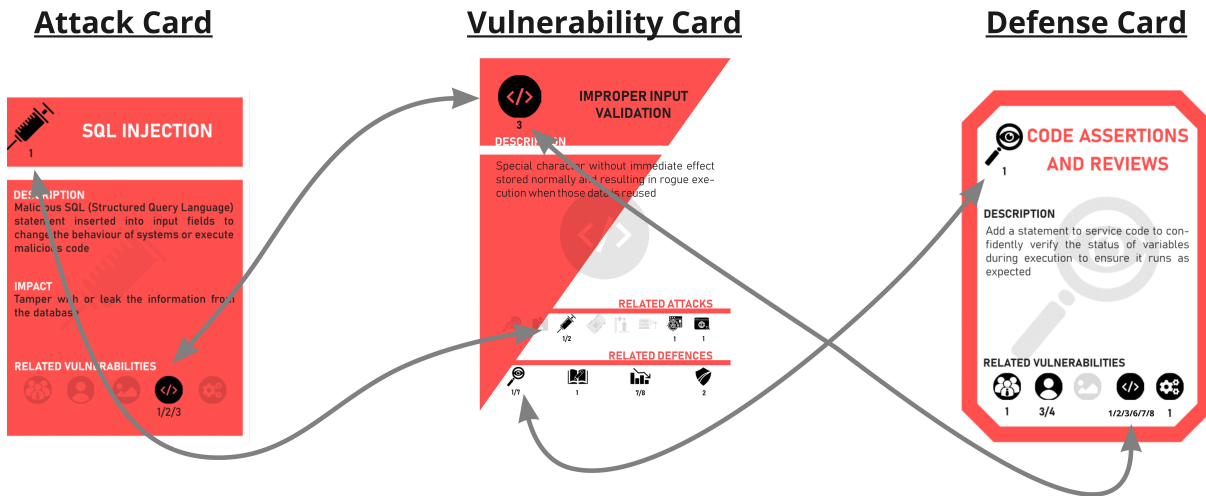 Attack Card
Vulnerability Card
Defense Card
1
SQL INJECTION
DESCRIPTION
Malicious SQL (Structured Query Language)
statement inserted into input fields to
change the behaviour of systems or execute
malicious code
IMPACT
Tamper with or leak the information from
the database
RELATED VULNERABILITIES
</>
1/2/3
</>
3
IMPROPER INPUT
VALIDATION
DESCRIPTION
Special character without immediate effect
stored normally and resulting in rogue exe-
cution when those data is reused
</>
RELATED ATTACKS
1/2
1
1
RELATED DEFENCES
1/7
1
7/8
2
1
CODE ASSERTIONS
AND REVIEWS
DESCRIPTION
Add a statement to service code to con-
fidently verify the status of variables
during execution to ensure it runs as
expected
RELATED VULNERABILITIES
</>
1
3/4
1/2/3/6/7/8
1